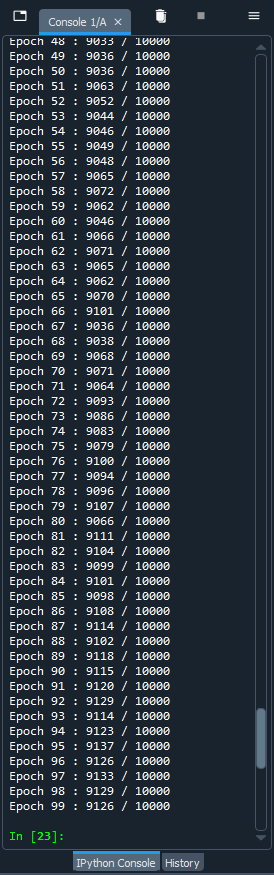 Console 1/A
Epoch 48 : 9033 / 10000
Epoch 49 : 9036 / 10000
Epoch 50 : 9036 / 10000
Epoch 51 : 9063 / 10000
Epoch 52 : 9052 / 10000
Epoch 53 : 9044 / 10000
Epoch 54 : 9046 / 10000
Epoch 55 : 9049 / 10000
Epoch 56 : 9048 / 10000
Epoch 57 : 9065 / 10000
Epoch 58 : 9072 / 10000
Epoch 59 : 9062 / 10000
Epoch 60 : 9046 / 10000
Epoch 61 : 9066 / 10000
Epoch 62 : 9071 / 10000
Epoch 63 : 9065 / 10000
Epoch 64 : 9062 / 10000
Epoch 65 : 9070 / 10000
Epoch 66 : 9101 / 10000
Epoch 67 : 9036 / 10000
Epoch 68 : 9038 / 10000
Epoch 69 : 9068 / 10000
Epoch 70 : 9071 / 10000
Epoch 71 : 9064 / 10000
Epoch 72 : 9093 / 10000
Epoch 73 : 9086 / 10000
Epoch 74 : 9083 / 10000
Epoch 75 : 9079 / 10000
Epoch 76 : 9100 / 10000
Epoch 77 : 9094 / 10000
Epoch 78 : 9096 / 10000
Epoch 79 : 9107 / 10000
Epoch 80 : 9066 / 10000
Epoch 81 : 9111 / 10000
Epoch 82 : 9104 / 10000
Epoch 83 : 9099 / 10000
Epoch 84 : 9101 / 10000
Epoch 85 : 9098 / 10000
Epoch 86 : 9108 / 10000
Epoch 87 : 9114 / 10000
Epoch 88 : 9102 / 10000
Epoch 89 : 9118 / 10000
Epoch 90 : 9115 / 10000
Epoch 91 : 9120 / 10000
Epoch 92 : 9129 / 10000
Epoch 93 : 9114 / 10000
Epoch 94 : 9123 / 10000
Epoch 95 : 9137 / 10000
Epoch 96 : 9126 / 10000
Epoch 97 : 9133 / 10000
Epoch 98 : 9129 / 10000
Epoch 99 : 9126 / 10000
In [23]:
IPython Console History